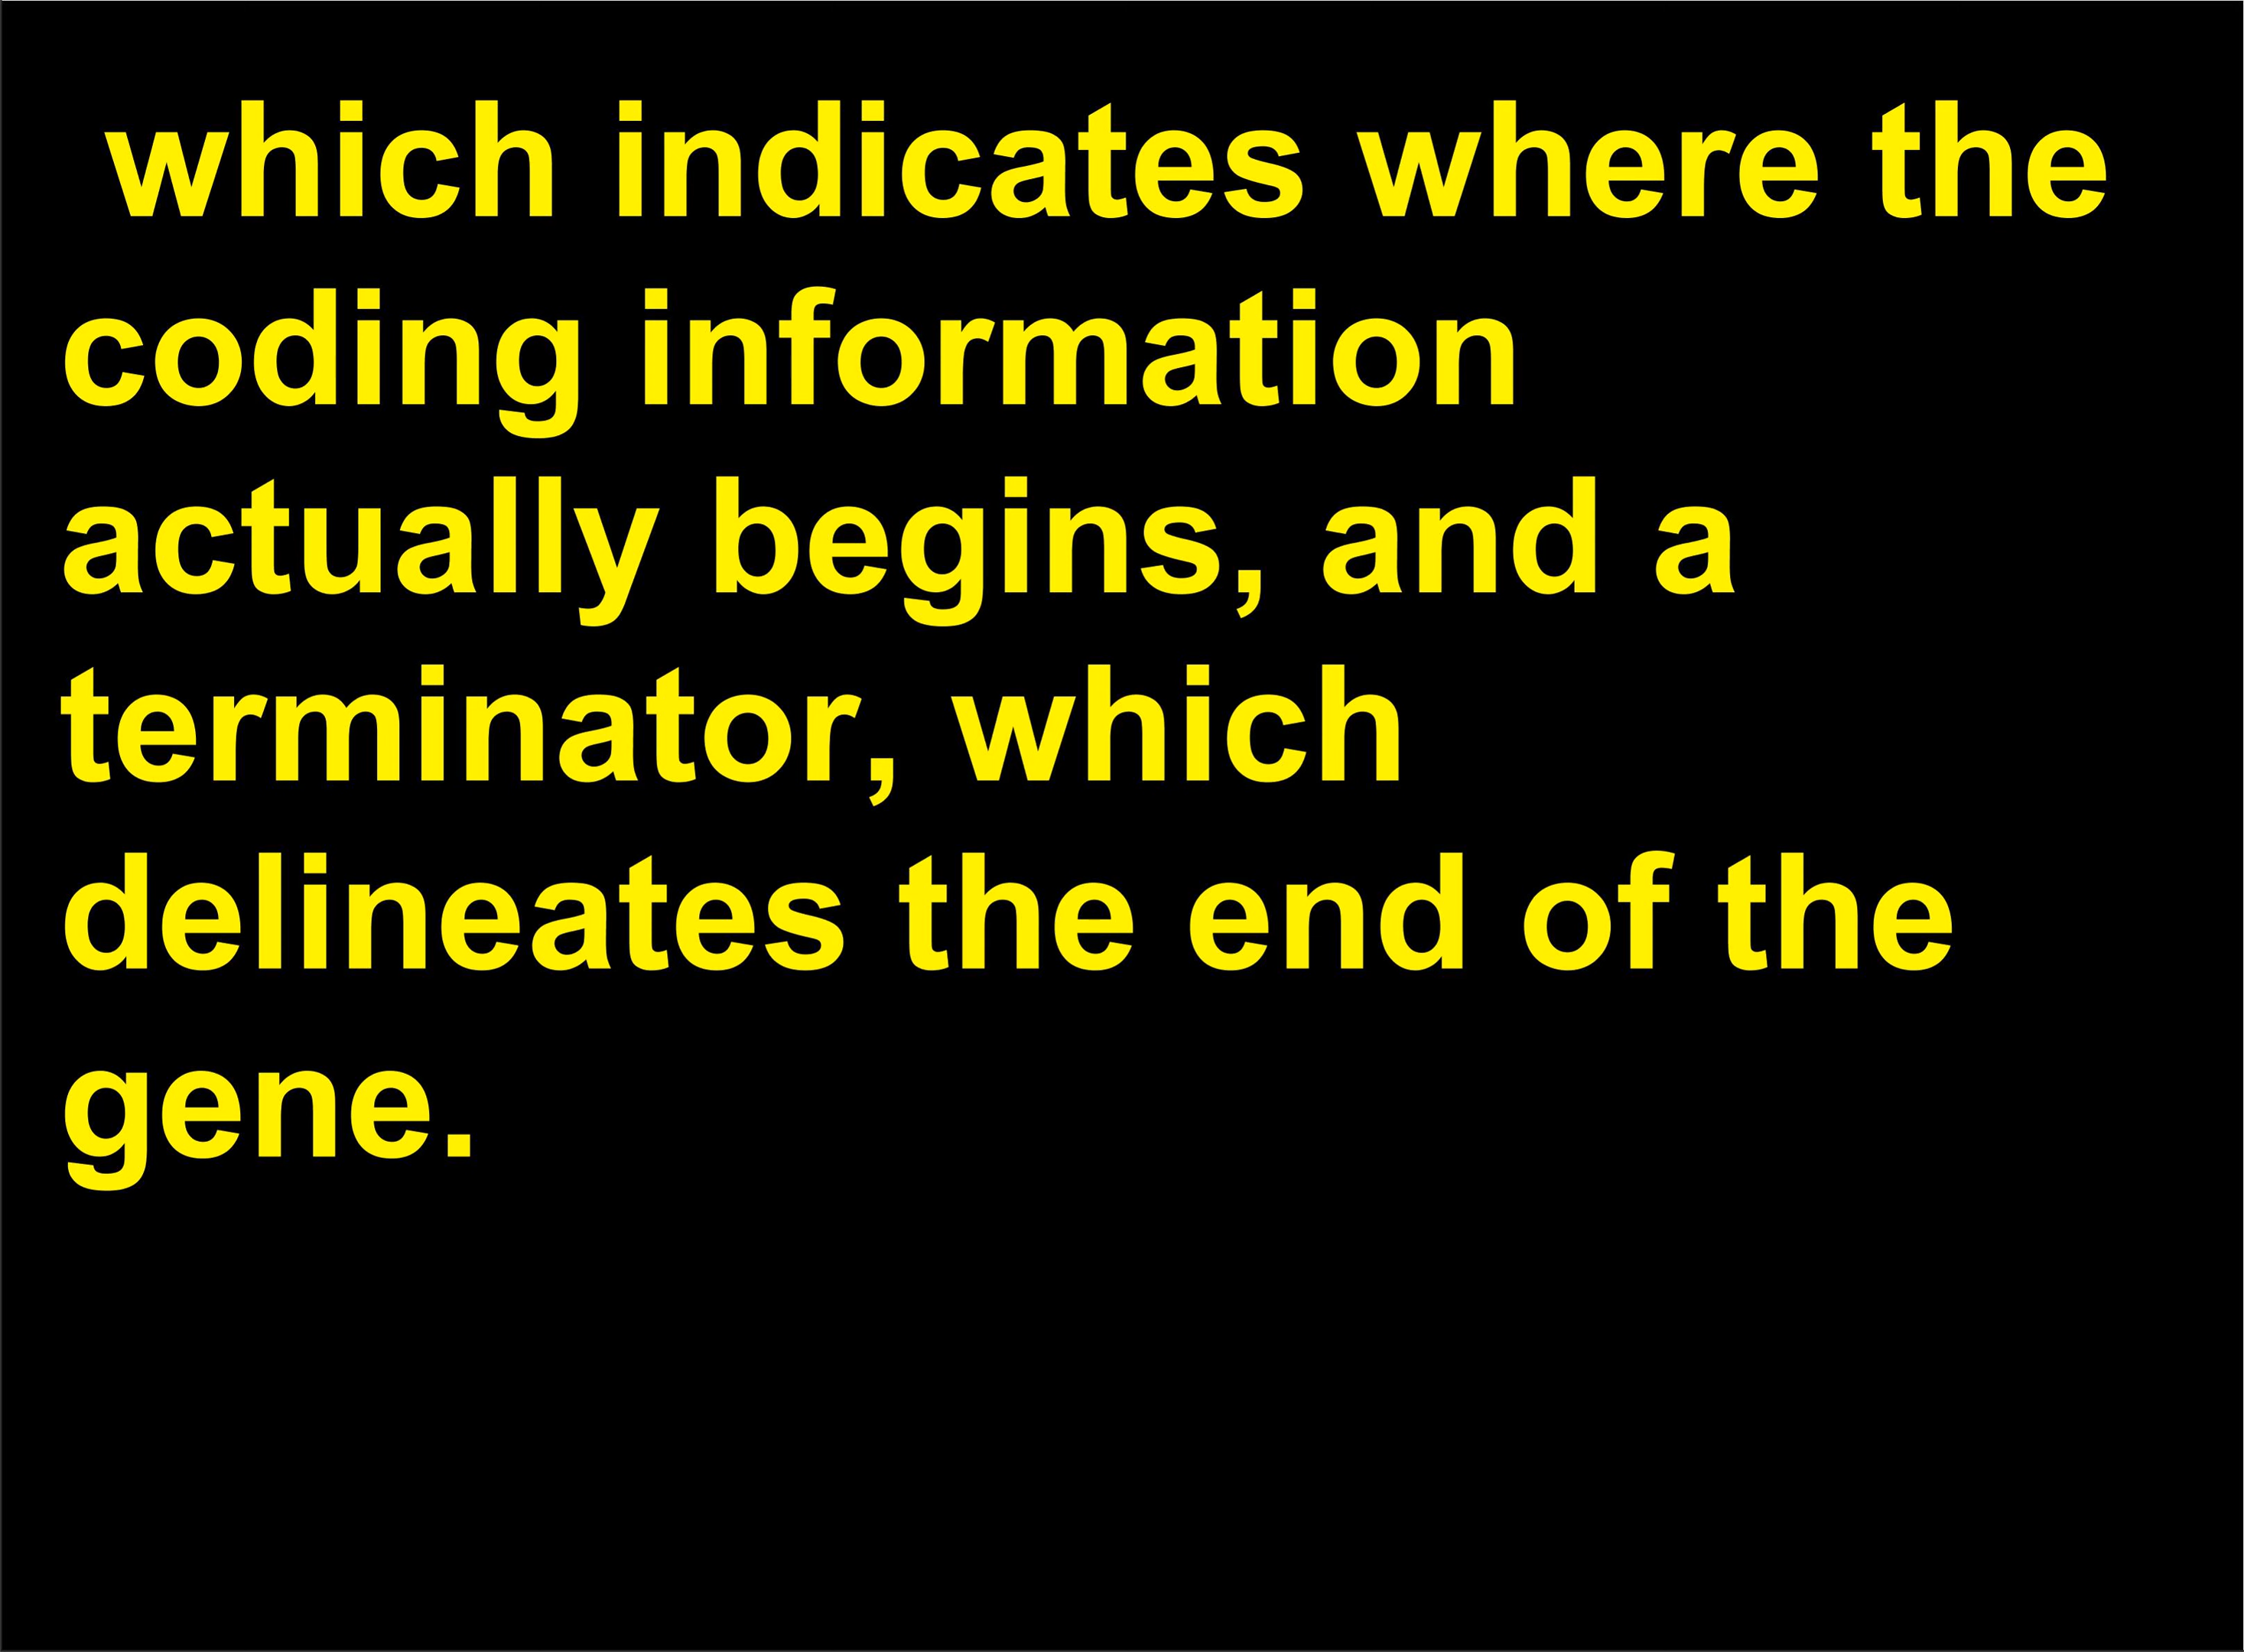 which indicates where the
coding information
actually begins, and a
terminator, which
delineates the end of the
gene.